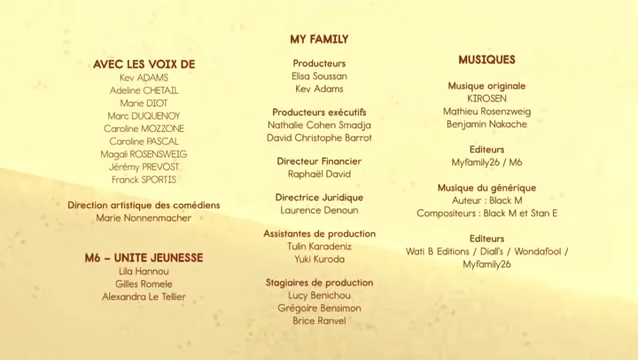 AVEC LES VOIX DE
Kev ADAMS
Adeline CHETAIL
Marie DIOT
Marc DUQUENOY
Caroline MOZZONE
Caroline PASCAL
Magali ROSENSWEIG
Jérémy PREVOST
Franck SPORTIS
Direction artistique des comédiens
Marie Nonnenmacher
M6 – UNITE JEUNESSE
Lila Hannou
Gilles Romele
Alexandra Le Tellier
MY FAMILY
Producteurs
Elisa Soussan
Kev Adams
Producteurs exécutifs
Nathalie Cohen Smadja
David Christophe Barrot
Directeur Financier
Raphaël David
Directrice Juridique
Laurence Denoun
Assistantes de production
Tulin Karadeniz
Yuki Kuroda
Stagiaires de production
Lucy Benichou
Grégoire Bensimon
Brice Ranvel
MUSIQUES
Musique originale
KIROSEN
Mathieu Rosenzweig
Benjamin Nakache
Editeurs
Myfamily26 / M6
Musique du générique
Auteur : Black M
Compositeurs : Black M et Stan E
Editeurs
Wati B Editions / Diall's / Wondafool /
Myfamily26